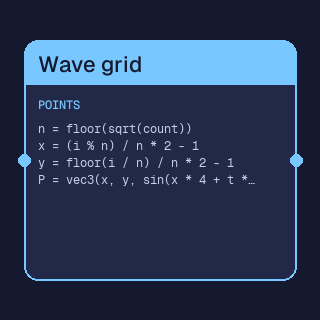 Wave grid
POINTS
n = floor(sqrt(count))
x = (i % n) / n * 2 - 1
y = floor(i / n) / n * 2 - 1
P = vec3(x, y, sin(x * 4 + t *…